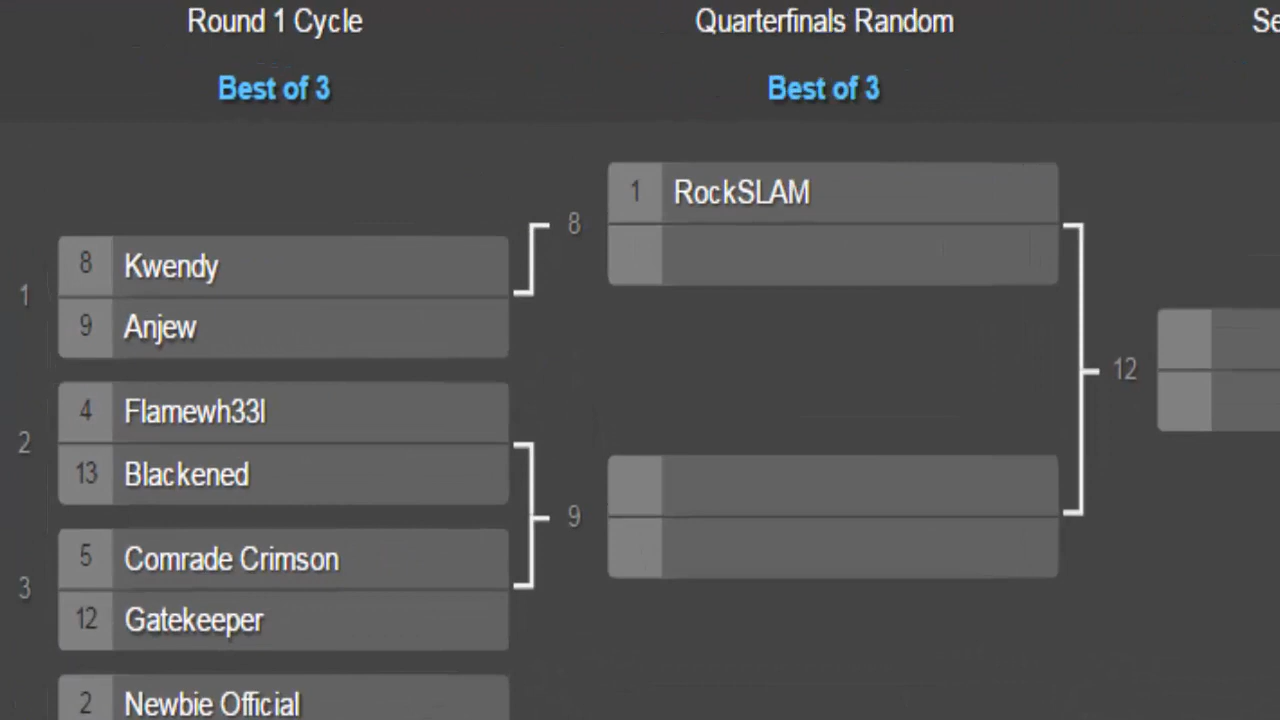 Round 1 Cycle
Best of 3
Quarterfinals Random
Best of 3
Se
1
8 Kwendy
9 Anjew
2
4 Flamewh33l
13 Blackened
3
5 Comrade Crimson
12 Gatekeeper
2 Newbie Official
8
1 RockSLAM
9
12